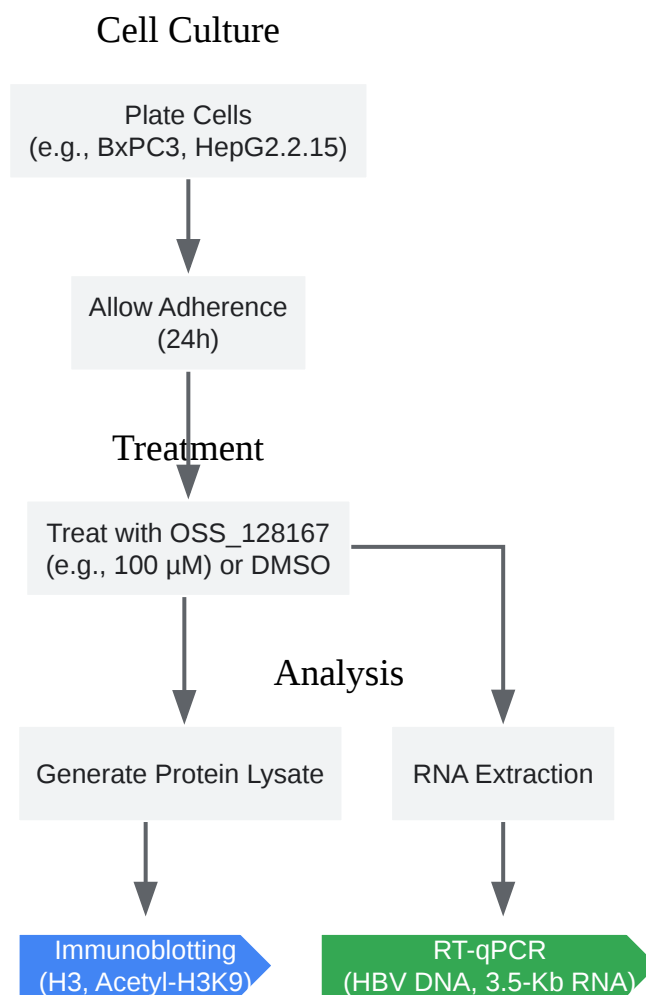 Cell Culture
Plate Cells
(e.g., BxPC3, HepG2.2.15)
Allow Adherence
(24h)
Treatment
Treat with OSS_128167
(e.g., 100 µM) or DMSO
Analysis
Generate Protein Lysate
RNA Extraction
Immunoblotting
(H3, Acetyl-H3K9)
RT-qPCR
(HBV DNA, 3.5-Kb RNA)